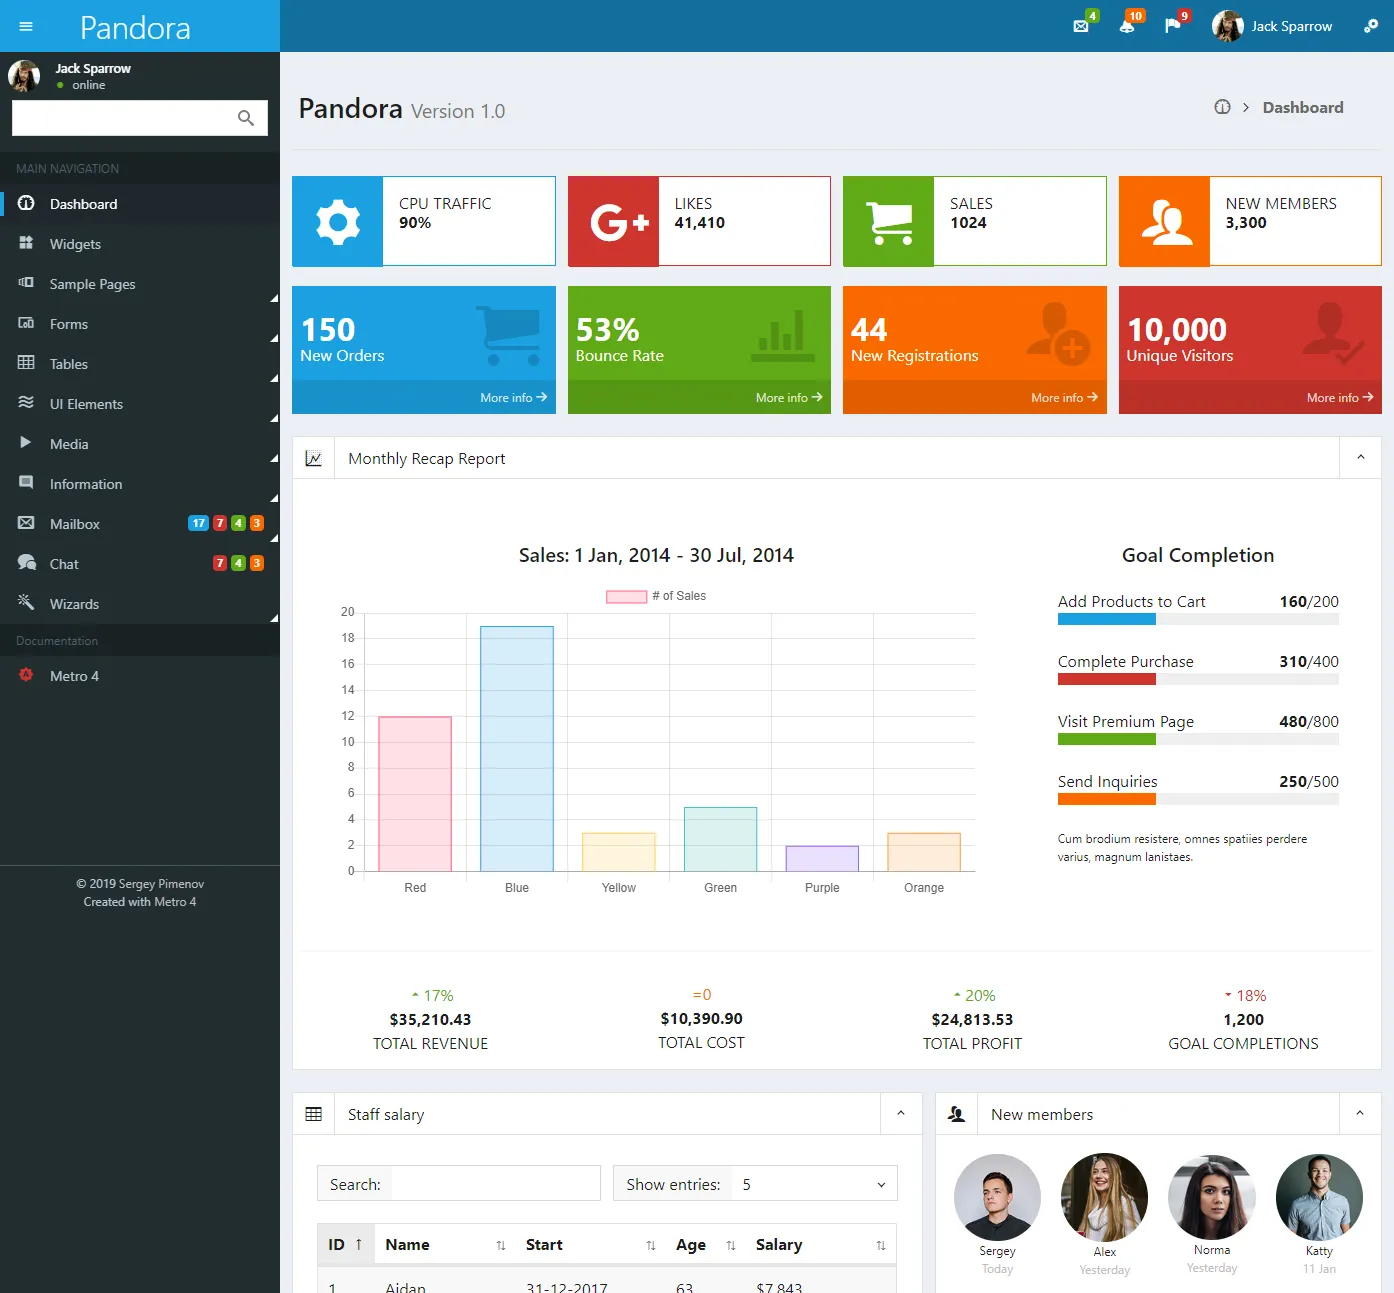 Pandora
4
10
9
Jack Sparrow
Jack Sparrow
online
MAIN NAVIGATION
Dashboard
Widgets
Sample Pages
Forms
Tables
UI Elements
Media
Information
Mailbox 17 7 4 3
Chat 7 4 3
Wizards
Documentation
Metro 4
© 2019 Sergey Pimenov
Created with Metro 4
Pandora Version 1.0
Dashboard
CPU TRAFFIC
90%
G+
LIKES
41,410
SALES
1024
NEW MEMBERS
3,300
150
New Orders
More info
53%
Bounce Rate
More info
44
New Registrations
More info
10,000
Unique Visitors
More info
Monthly Recap Report
Sales: 1 Jan, 2014 - 30 Jul, 2014
# of Sales
20
18
16
14
12
10
8
6
4
2
0
Red Blue Yellow Green Purple Orange
Goal Completion
Add Products to Cart 160/200
Complete Purchase 310/400
Visit Premium Page 480/800
Send Inquiries 250/500
Cum brodium resistere, omnes spatiies perdere
varius, magnum lanistaes.
17%
$35,210.43
TOTAL REVENUE
=0
$10,390.90
TOTAL COST
20%
$24,813.53
TOTAL PROFIT
18%
1,200
GOAL COMPLETIONS
Staff salary
Search:
Show entries: 5
ID Name Start Age Salary
1 Aidan 31-12-2017 63 $7,843
New members
Sergey
Today
Alex
Yesterday
Norma
Yesterday
Katty
11 Jan